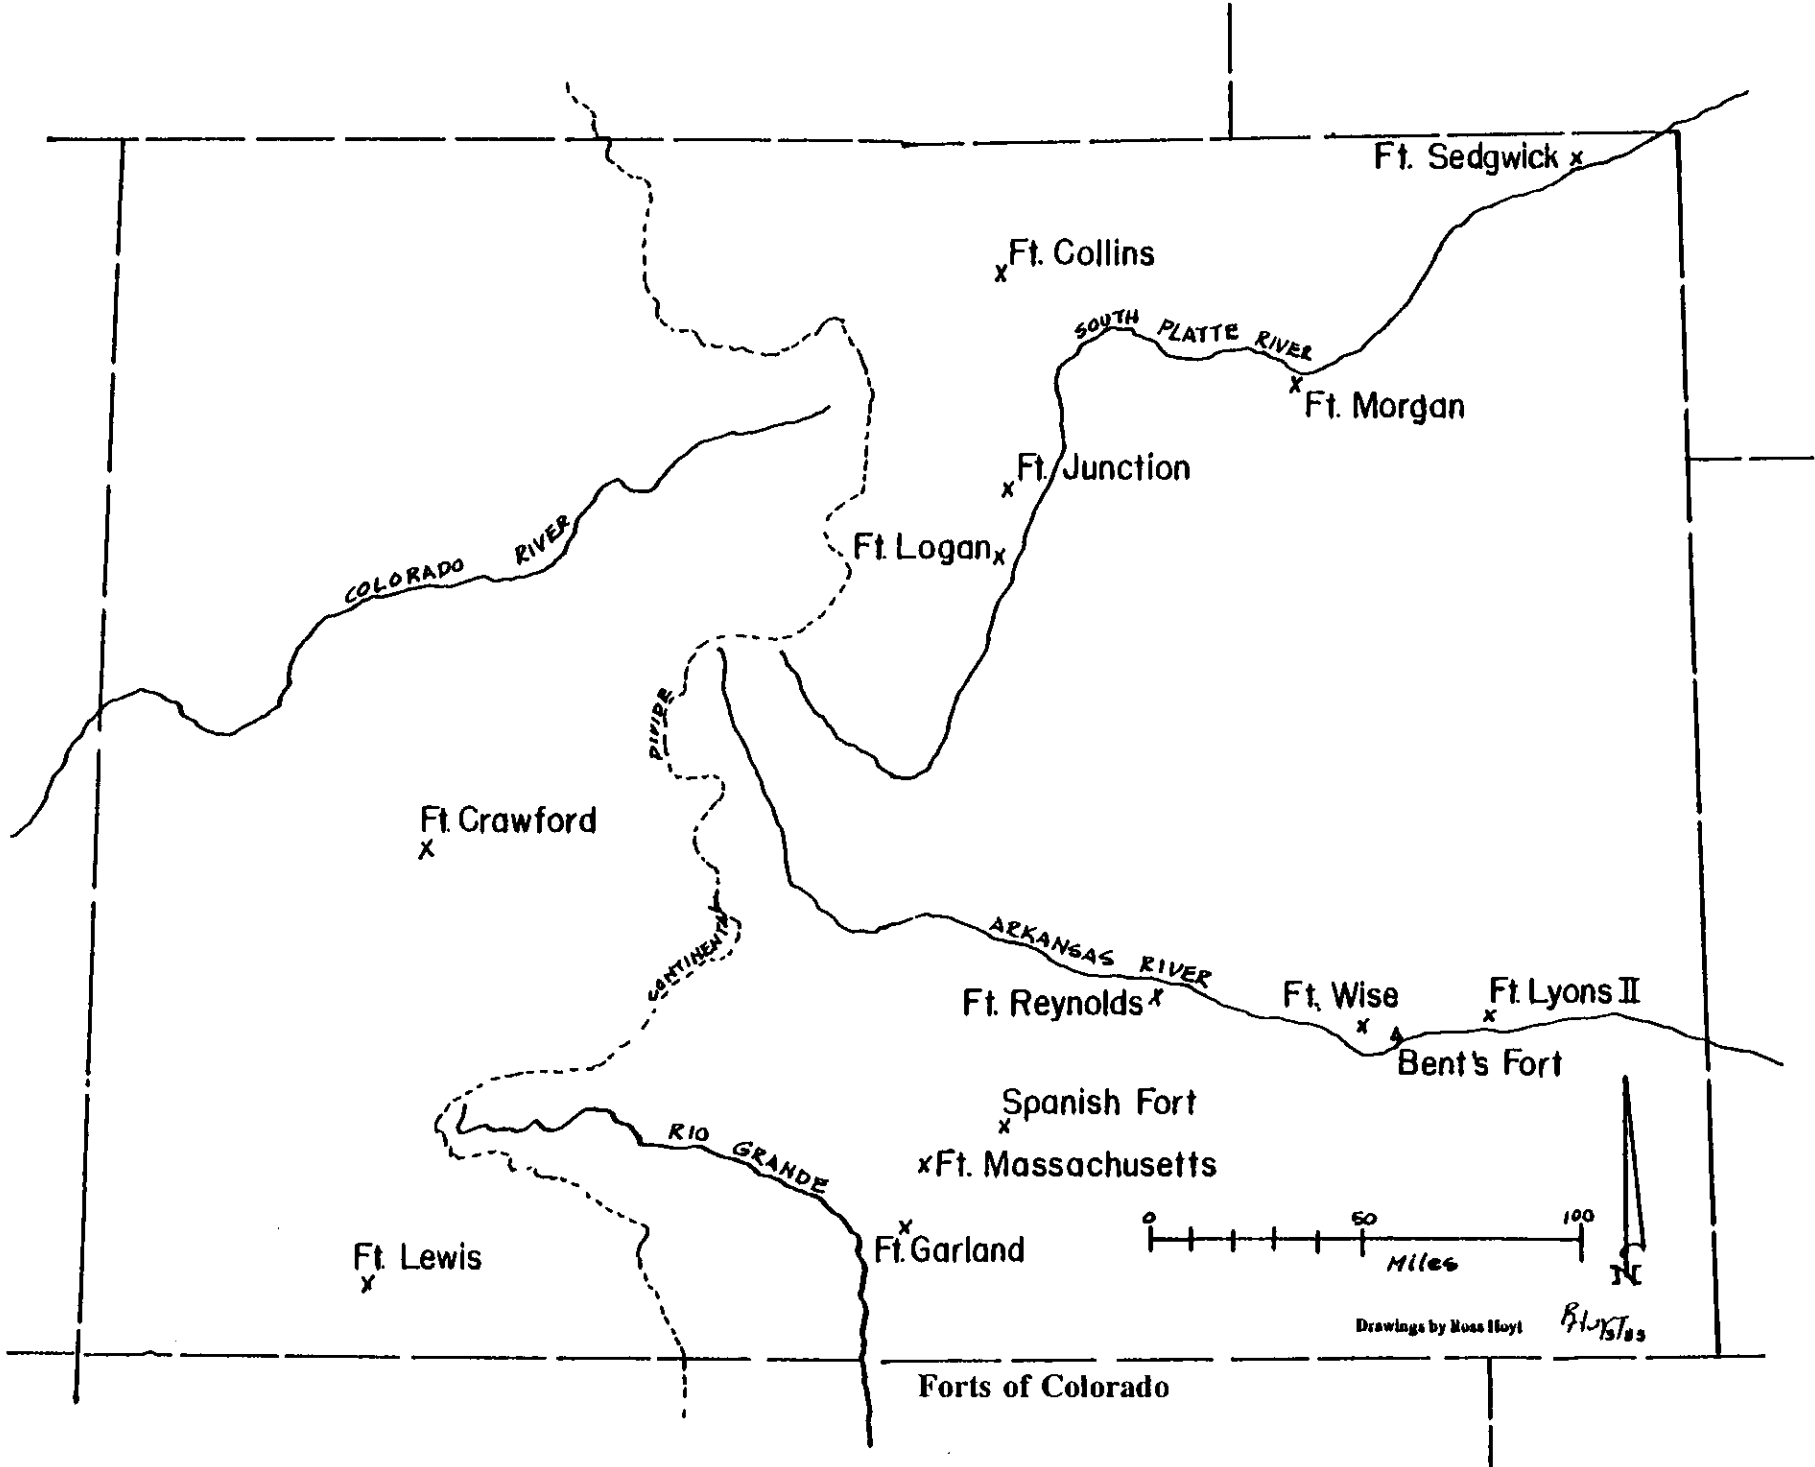 Ft. Sedgwick
Ft. Collins
SOUTH PLATTE RIVER
Ft. Morgan
Ft. Junction
Ft. Logan
COLORADO RIVER
DIVIDE
Ft. Crawford
CONTINENTAL
ARKANSAS RIVER
Ft. Reynolds
Ft. Wise
Ft. Lyons II
Bent's Fort
Spanish Fort
RIO GRANDE
Ft. Massachusetts
Ft. Garland
Ft. Lewis
0 50 100
Miles
N
Drawings by Ross Hoyt
Forts of Colorado